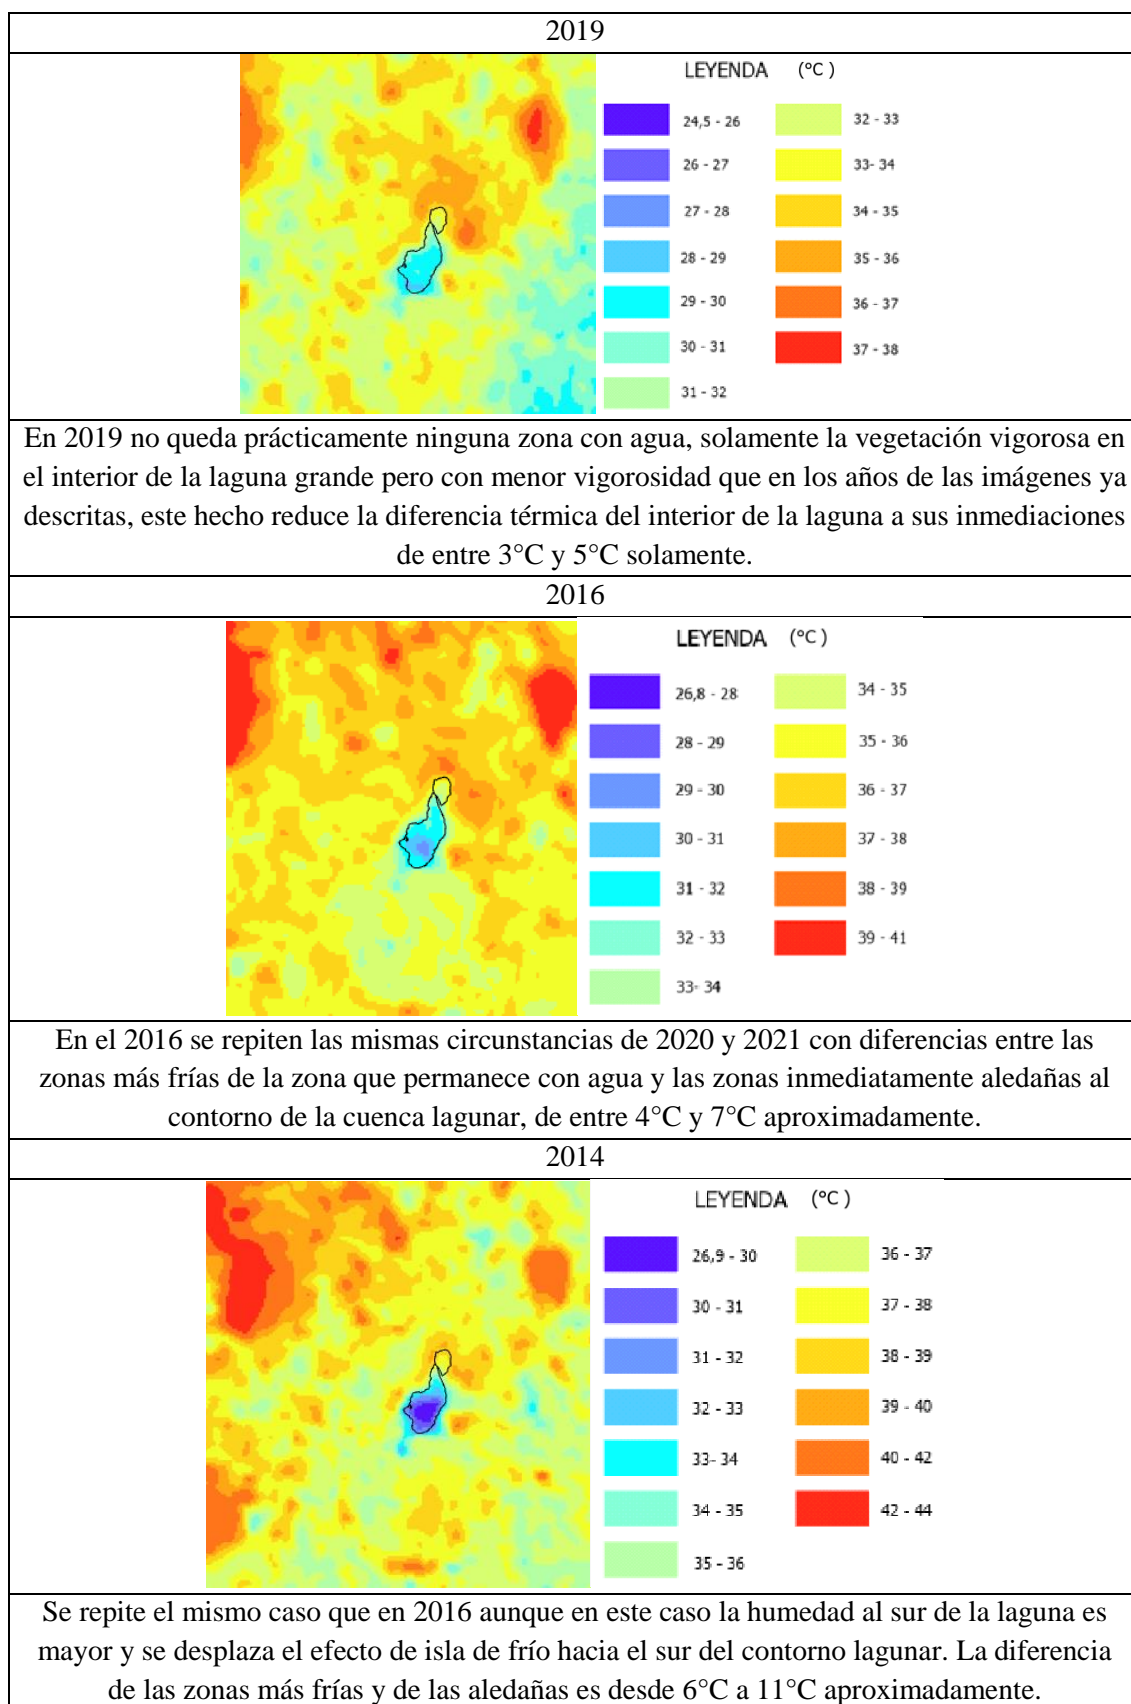 2019
LEYENDA (°C)
24,5 - 26
32 - 33
26 - 27
33- 34
27 - 28
34 - 35
28 - 29
35 - 36
29 - 30
36 - 37
30 - 31
37 - 38
31 - 32
En 2019 no queda prácticamente ninguna zona con agua, solamente la vegetación vigorosa en
el interior de la laguna grande pero con menor vigorosidad que en los años de las imágenes ya
descritas, este hecho reduce la diferencia térmica del interior de la laguna a sus inmediaciones
de entre 3°C y 5°C solamente.
2016
LEYENDA (°C)
26,8 - 28
34 - 35
28 - 29
35 - 36
29 - 30
36 - 37
30 - 31
37 - 38
31 - 32
38 - 39
32 - 33
39 - 41
33- 34
En el 2016 se repiten las mismas circunstancias de 2020 y 2021 con diferencias entre las
zonas más frías de la zona que permanece con agua y las zonas inmediatamente aledañas al
contorno de la cuenca lagunar, de entre 4°C y 7°C aproximadamente.
2014
LEYENDA (°C)
26,9 - 30
36 - 37
30 - 31
37 - 38
31 - 32
38 - 39
32 - 33
39 - 40
33- 34
40 - 42
34 - 35
42 - 44
35 - 36
Se repite el mismo caso que en 2016 aunque en este caso la humedad al sur de la laguna es
mayor y se desplaza el efecto de isla de frío hacia el sur del contorno lagunar. La diferencia
de las zonas más frías y de las aledañas es desde 6°C a 11°C aproximadamente.